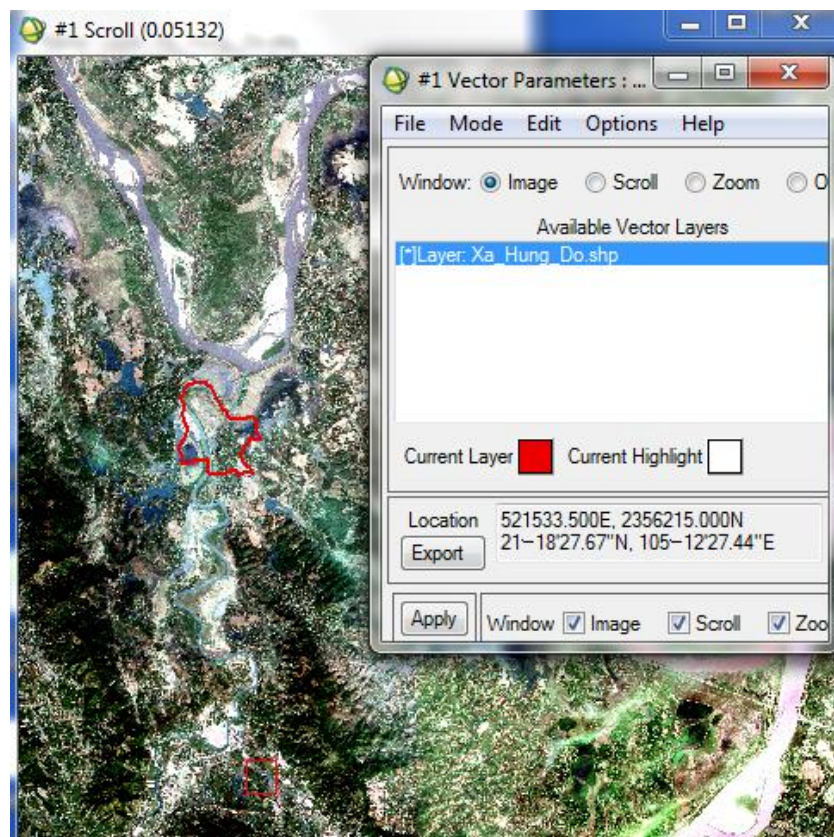 #1 Scroll (0.05132)
#1 Vector Parameters : ...
File Mode Edit Options Help
Window: Image Scroll Zoom O
Available Vector Layers
[*]Layer: Xa_Hung_Do.shp
Current Layer Current Highlight
Location 521533.500E, 2356215.000N
21~18'27.67"N, 105~12'27.44"E
Export
Apply Window Image Scroll Zoo